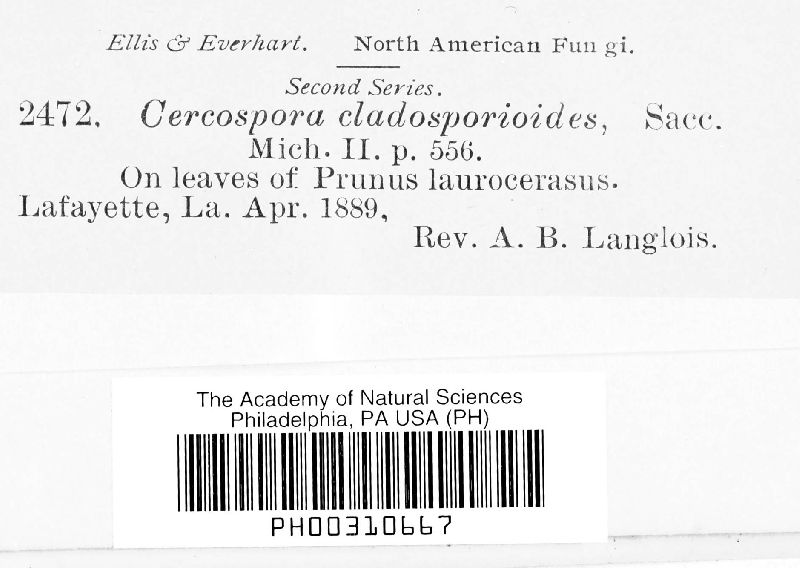 Ellis & Everhart. North American Fungi.
Second Series.
2472. Cercospora cladosporioides, Sacc.
Mich. II. p. 556.
On leaves of Prunus laurocerasus.
Lafayette, La. Apr. 1889,
Rev. A. B. Langlois.
The Academy of Natural Sciences
Philadelphia, PA USA (PH)
PH00310667